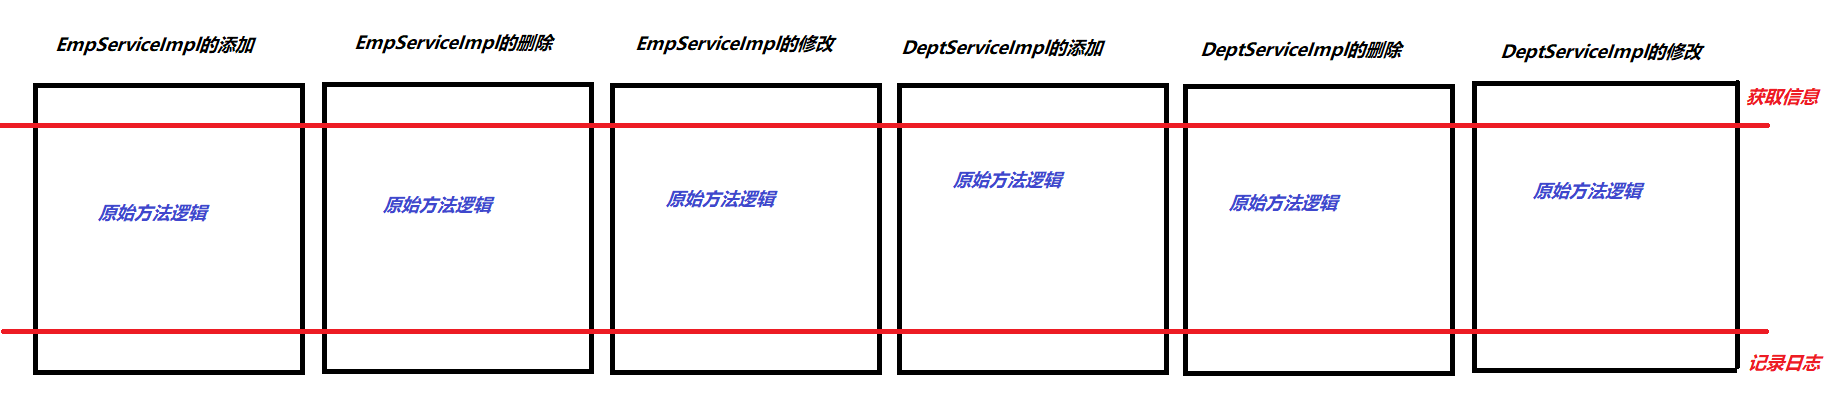 EmpServiceImpl的添加
EmpServiceImpl的删除
EmpServiceImpl的修改
DeptServiceImpl的添加
DeptServiceImpl的删除
DeptServiceImpl的修改
获取信息
原始方法逻辑
原始方法逻辑
原始方法逻辑
原始方法逻辑
原始方法逻辑
原始方法逻辑
记录日志